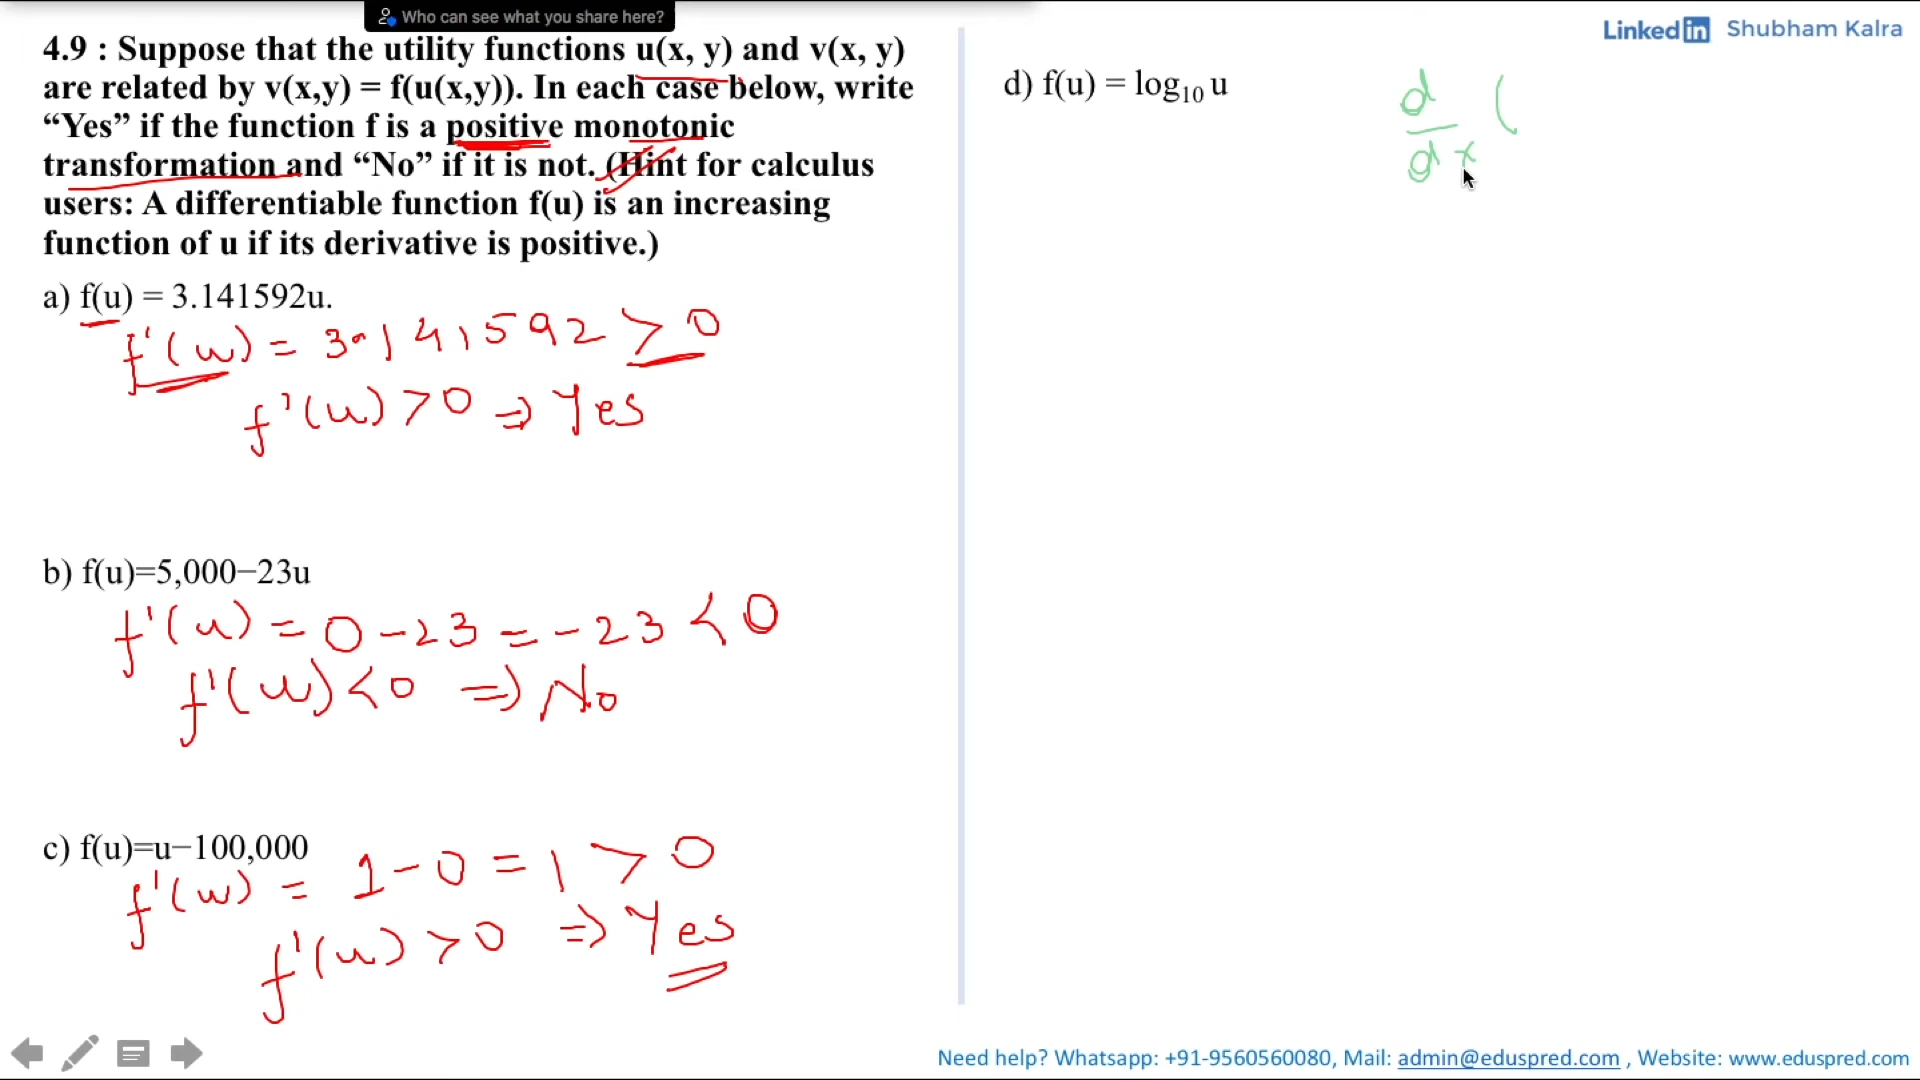 Who can see what you share here?
Linked in Shubham Kalra
4.9 : Suppose that the utility functions u(x, y) and v(x, y)
are related by v(x,y) = f(u(x,y)). In each case below, write
“Yes” if the function f is a positive monotonic
transformation and “No” if it is not. (Hint for calculus
users: A differentiable function f(u) is an increasing
function of u if its derivative is positive.)
a) f(u) = 3.141592u.
f'(u) = 3.141592 > 0
f'(u) > 0 ⇒ Yes
b) f(u)=5,000−23u
f'(u) = 0 - 23 = - 23 < 0
f'(u) < 0 ⇒ No
c) f(u)=u−100,000
f'(u) = 1 - 0 = 1 > 0
f'(u) > 0 ⇒ Yes
d) f(u) = log₁₀ u
d/dx (
Need help? Whatsapp: +91-9560560080, Mail: admin@eduspred.com , Website: www.eduspred.com